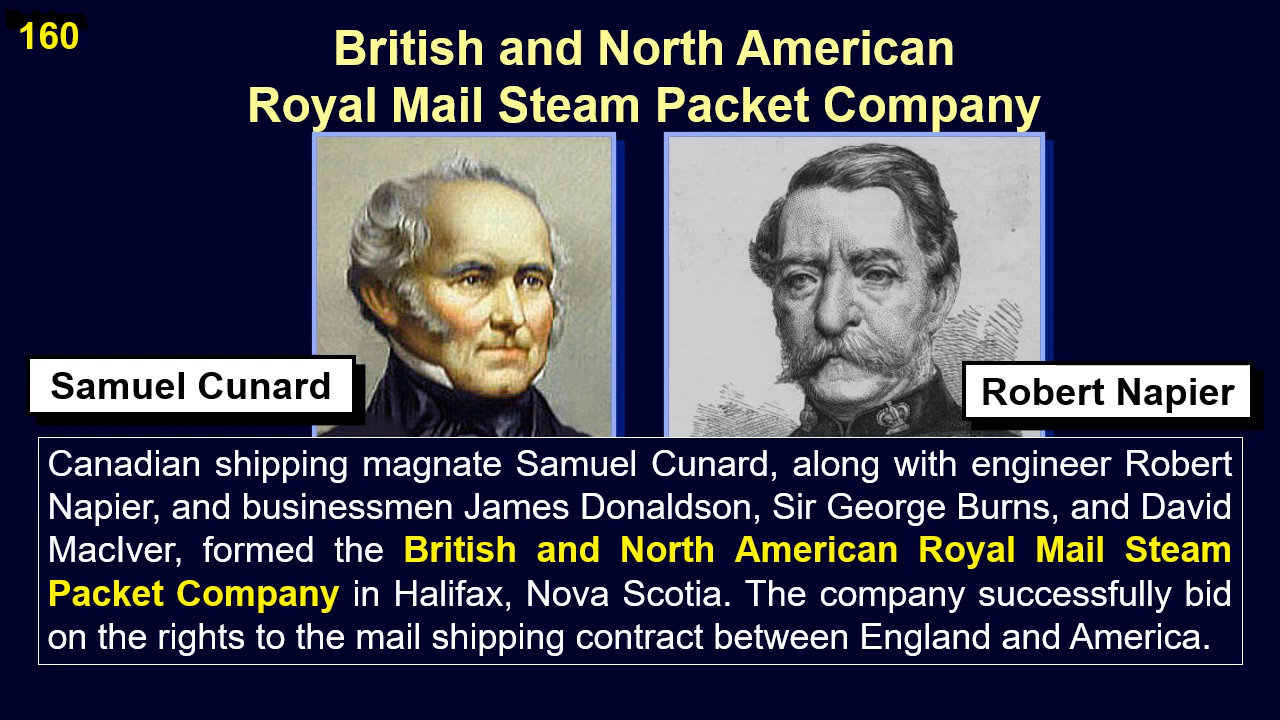 160
British and North American
Royal Mail Steam Packet Company
Samuel Cunard
Robert Napier
Canadian shipping magnate Samuel Cunard, along with engineer Robert
Napier, and businessmen James Donaldson, Sir George Burns, and David
MacIver, formed the British and North American Royal Mail Steam
Packet Company in Halifax, Nova Scotia. The company successfully bid
on the rights to the mail shipping contract between England and America.